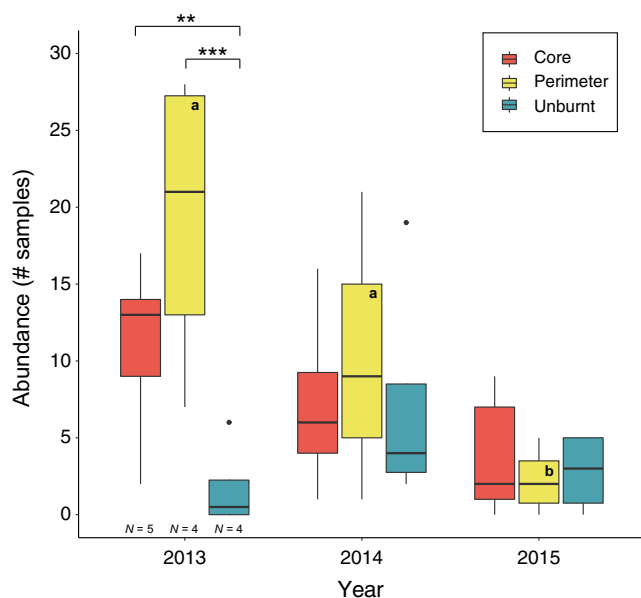 **
***
30
25
20
15
10
5
0
Abundance (# samples)
Core
Perimeter
Unburnt
a
a
b
N = 5 N = 4 N = 4
2013 2014 2015
Year